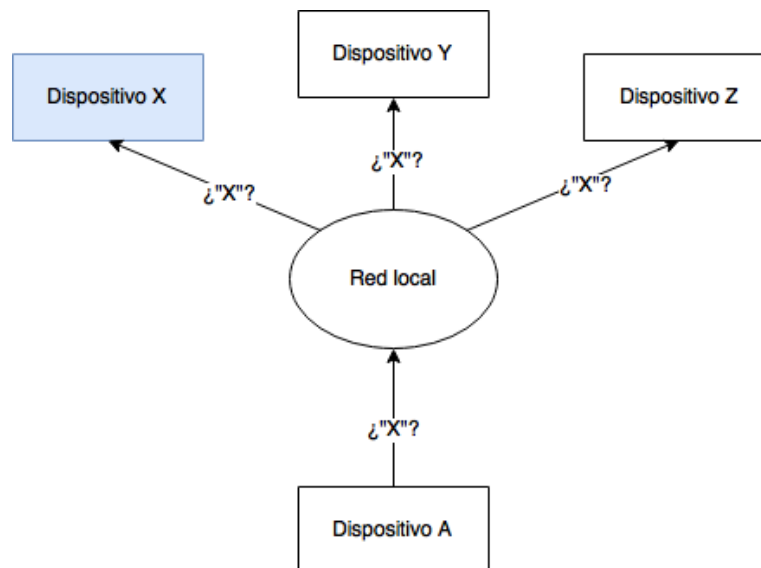 Dispositivo Y
Dispositivo X
Dispositivo Z
¿"X"?
¿"X"?
¿"X"?
Red local
¿"X"?
Dispositivo A